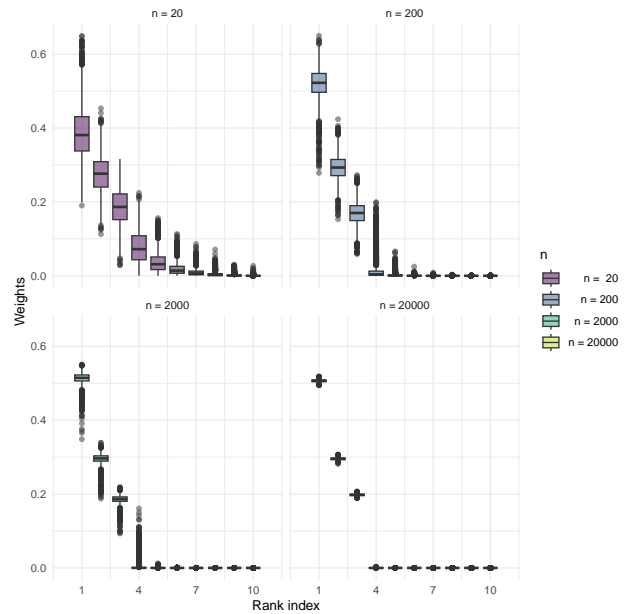 n = 20
n = 200
0.6
0.4
0.2
0.0
n = 2000
n = 20000
0.6
0.4
0.2
0.0
1
4
7
10
1
4
7
10
Rank index
Weights
n
n = 20
n = 200
n = 2000
n = 20000